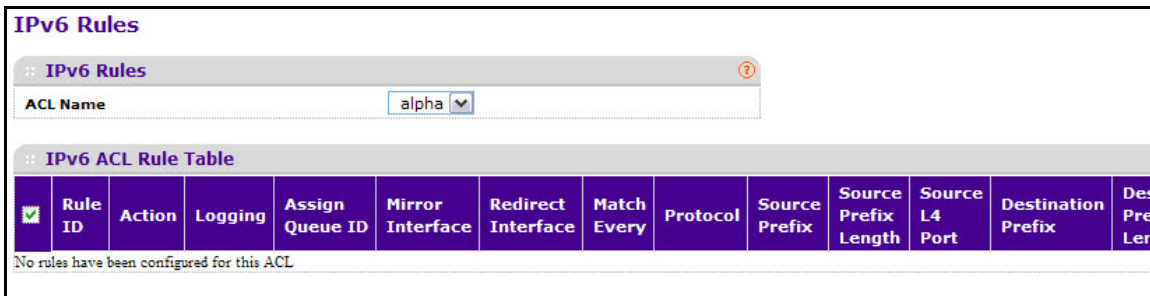 IPv6 Rules
IPv6 Rules
ACL Name alpha
IPv6 ACL Rule Table
Rule ID Action Logging Assign Queue ID Mirror Interface Redirect Interface Match Every Protocol Source Prefix Source Prefix Length Source L4 Port Destination Prefix
No rules have been configured for this ACL